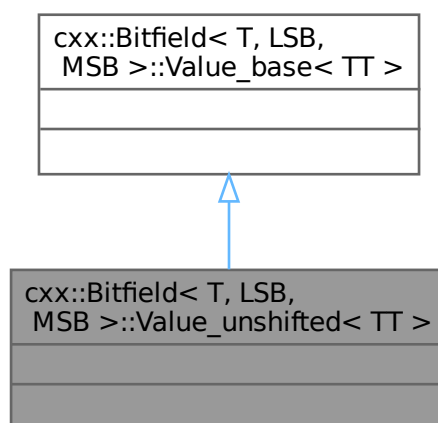 cxx::Bitfield< T, LSB,
MSB >::Value_base< TT >
cxx::Bitfield< T, LSB,
MSB >::Value_unshifted< TT >